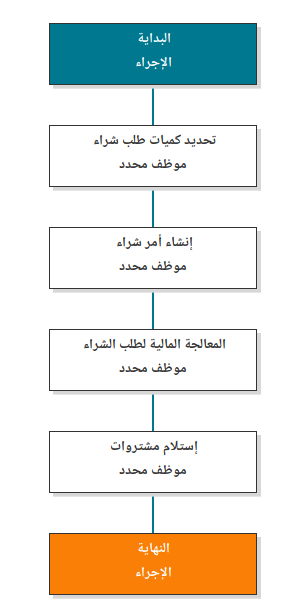 البداية
الإجراء
تحديد كميات طلب شراء
موظف محدد
إنشاء أمر شراء
موظف محدد
المعالجة المالية لطلب الشراء
موظف محدد
إستلام مشتروات
موظف محدد
النهاية
الإجراء